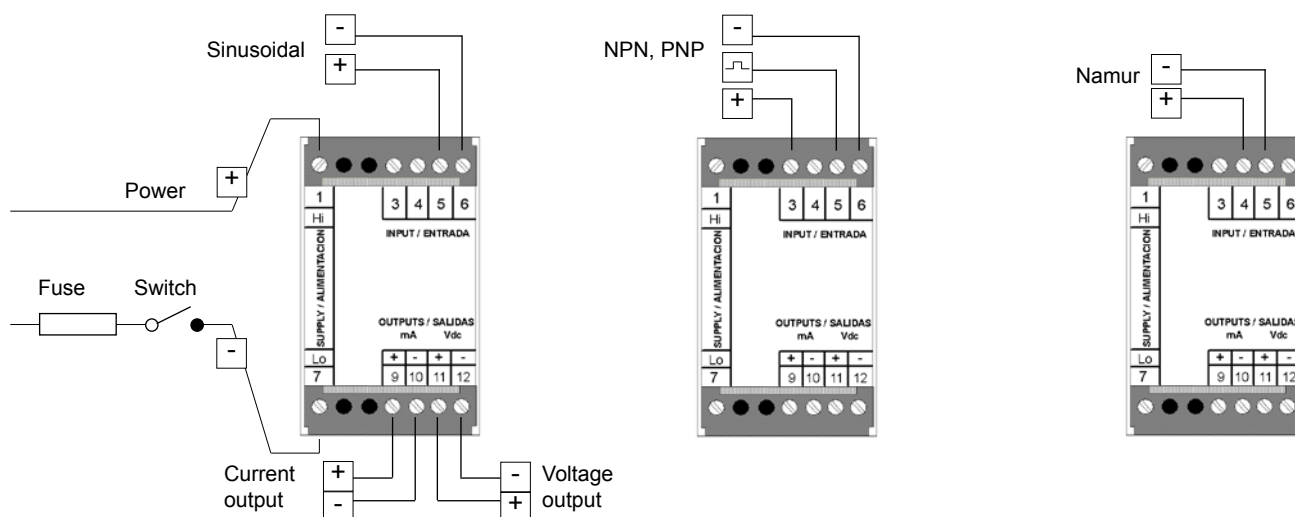 Sinusoidal
-
+
Power
+
Fuse
Switch
-
1
Hi
SUPPLY / ALIMENTACION
Lo
7
3 4 5 6
INPUT / ENTRADA
OUTPUTS / SALIDAS
mA Vdc
+ - + -
9 10 11 12
Current
output
+
-
-
+
Voltage
output
NPN, PNP
-
+
1
Hi
SUPPLY / ALIMENTACION
Lo
7
3 4 5 6
INPUT / ENTRADA
OUTPUTS / SALIDAS
mA Vdc
+ - + -
9 10 11 12
Namur
-
+
1
Hi
SUPPLY / ALIMENTACION
Lo
7
3 4 5 6
INPUT / ENTRADA
OUTPUTS / SALIDAS
mA Vdc
+ - + -
9 10 11 12